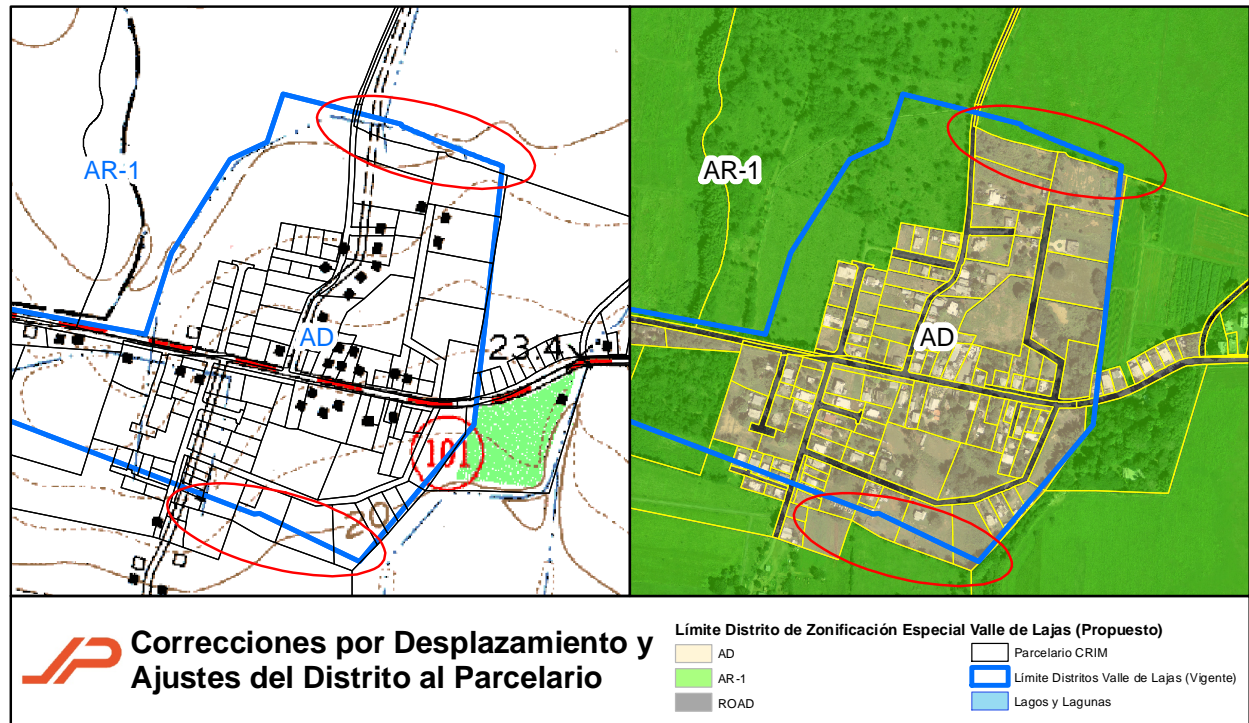 AR-1
AD
23.4
101
20
AR-1
AD
JP
Correcciones por Desplazamiento y
Ajustes del Distrito al Parcelario
Límite Distrito de Zonificación Especial Valle de Lajas (Propuesto)
AD
AR-1
ROAD
Parcelario CRIM
Límite Distritos Valle de Lajas (Vigente)
Lagos y Lagunas